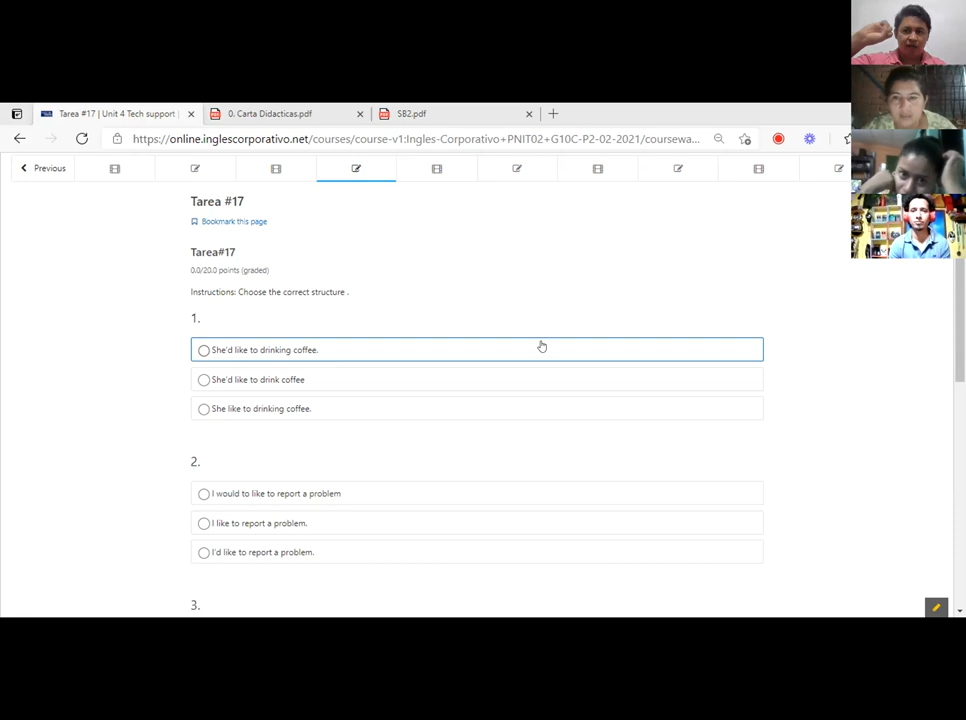 Tarea #17 | Unit 4 Tech support
0. Carta Didacticas.pdf
SB2.pdf
https://online.inglescorporativo.net/courses/course-v1:Ingles-Corporativo+PNIT02+G10C-P2-02-2021/coursewa...
Previous
Tarea #17
Bookmark this page
Tarea#17
0.0/20.0 points (graded)
Instructions: Choose the correct structure .
1.
She'd like to drinking coffee.
She'd like to drink coffee
She like to drinking coffee.
2.
I would to like to report a problem
I like to report a problem.
I'd like to report a problem.
3.